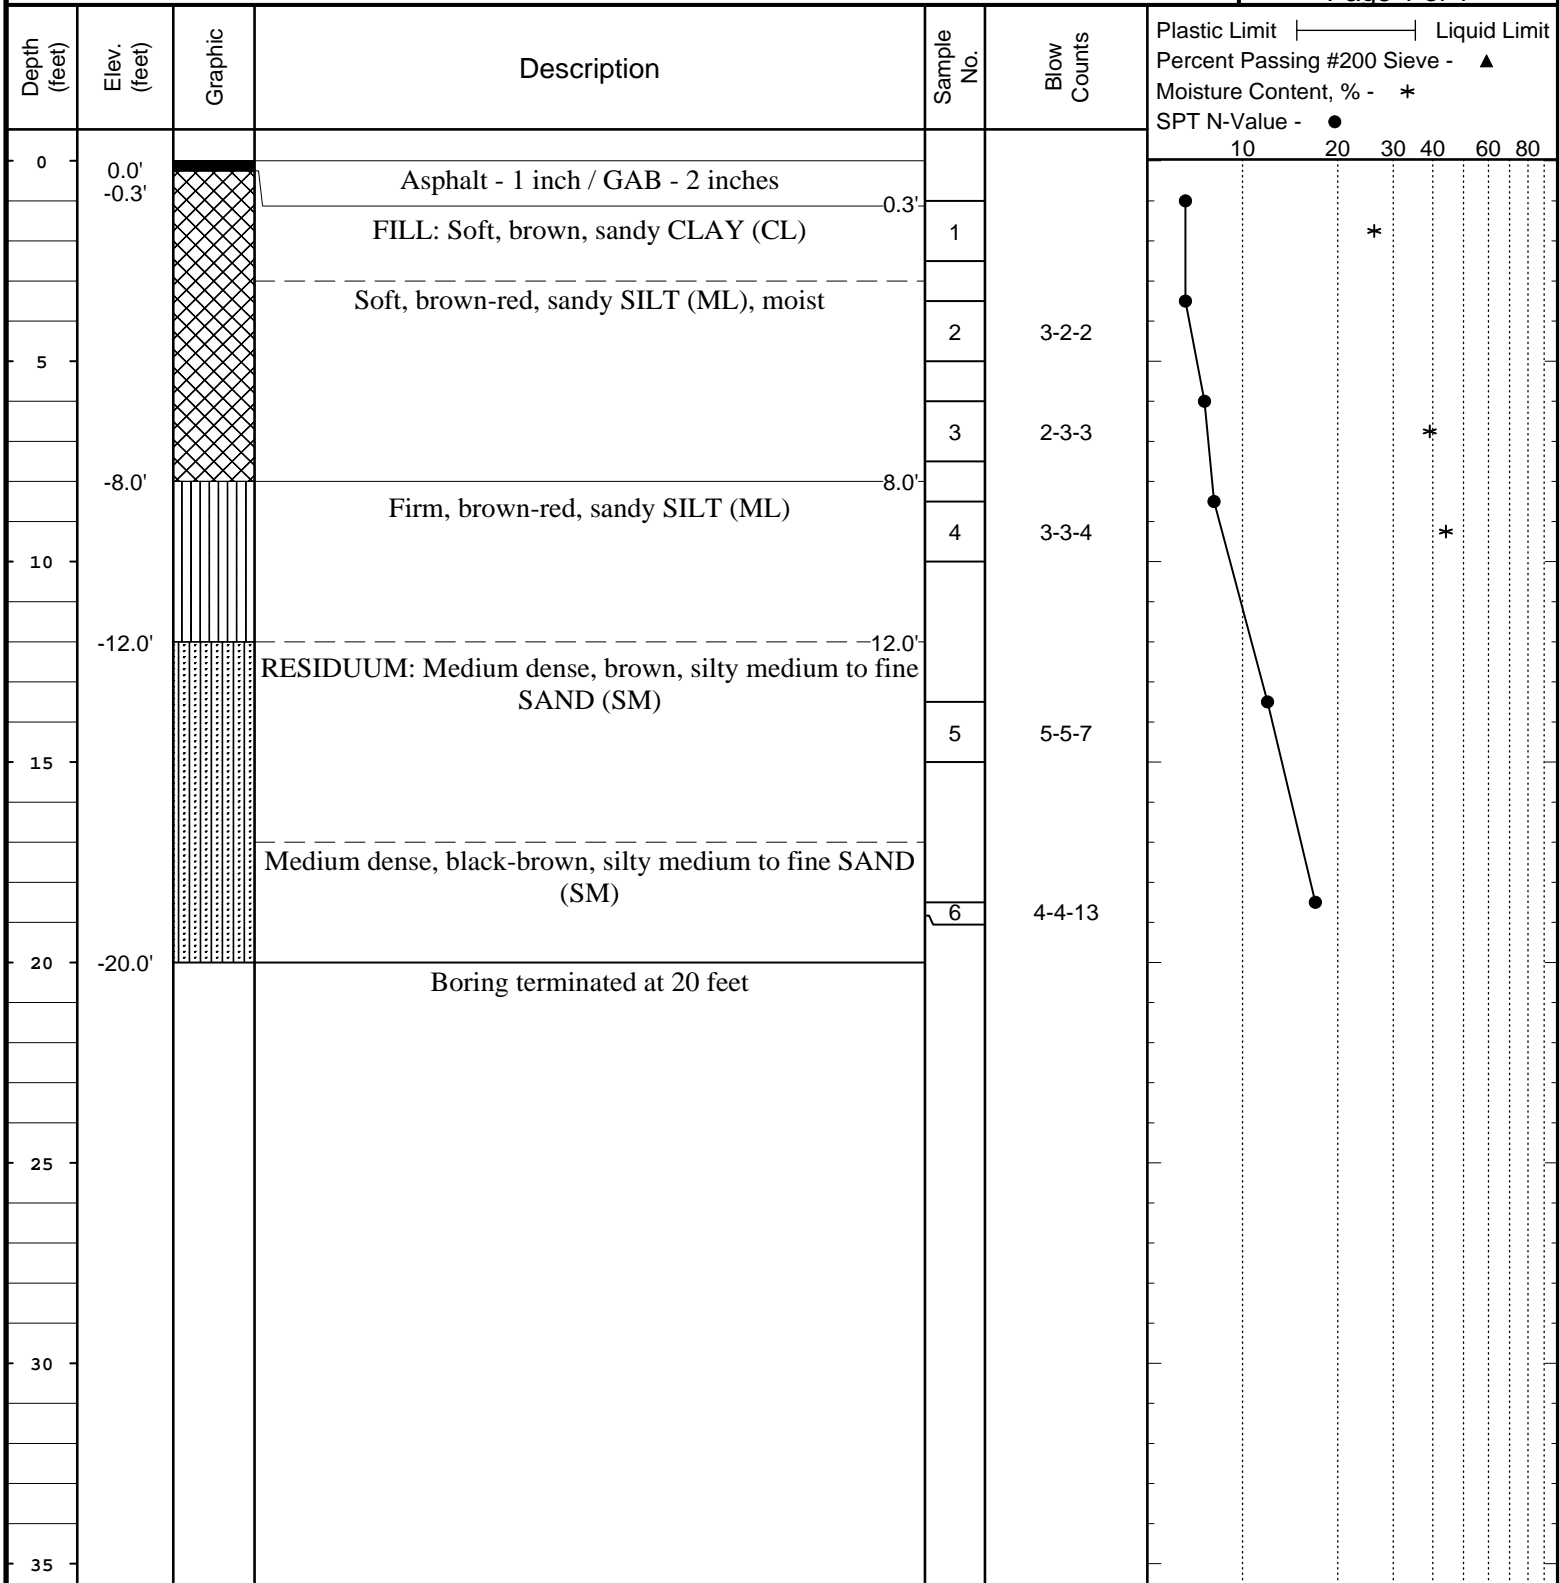 Depth (feet)
Elev. (feet)
Graphic
Description
Sample No.
Blow Counts
Plastic Limit Liquid Limit
Percent Passing #200 Sieve -
Moisture Content, % - *
SPT N-Value -
10 20 30 40 60 80
0
0.0'
-0.3'
Asphalt - 1 inch / GAB - 2 inches
0.3'
FILL: Soft, brown, sandy CLAY (CL)
1
Soft, brown-red, sandy SILT (ML), moist
2
3-2-2
5
3
2-3-3
-8.0'
8.0'
Firm, brown-red, sandy SILT (ML)
4
3-3-4
10
-12.0'
12.0'
RESIDUUM: Medium dense, brown, silty medium to fine
SAND (SM)
5
5-5-7
15
Medium dense, black-brown, silty medium to fine SAND
(SM)
6
4-4-13
20
-20.0'
Boring terminated at 20 feet
25
30
35